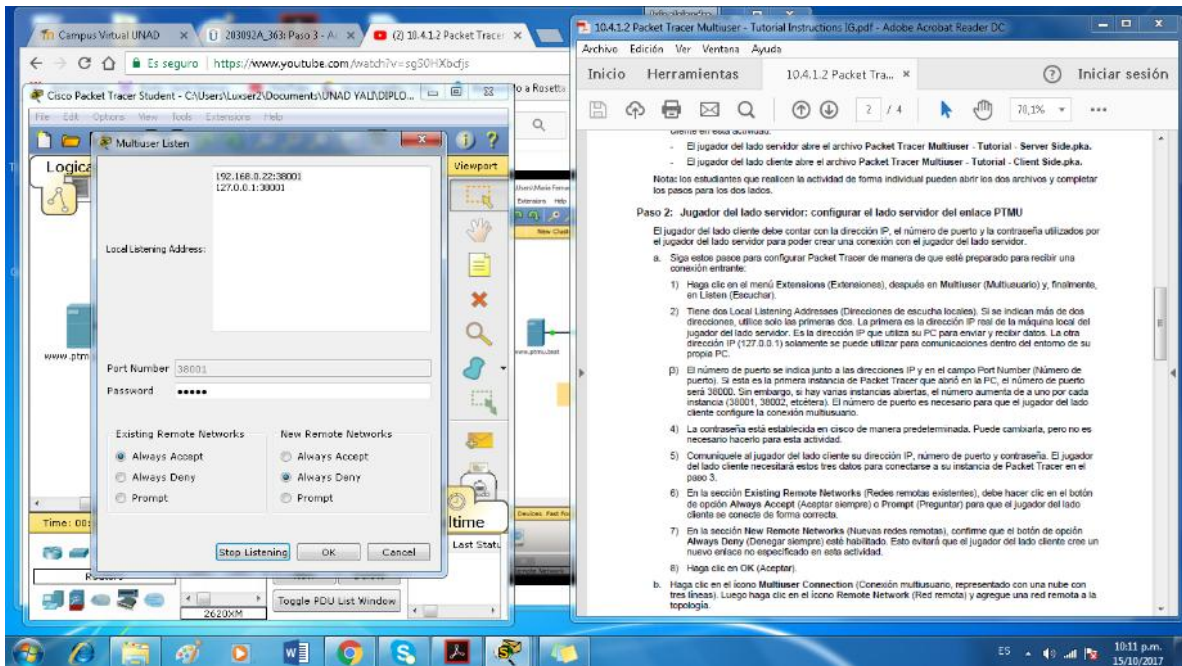 Campus Virtual UNAD
203092A_363: Paso 3 - A
(2) 10.4.1.2 Packet Tracer
Es seguro
https://www.youtube.com/watch?v=sgS0HXbdfjs
Cisco Packet Tracer Student - C:\Users\Luxser2\Documents\UNAD YALI\DIPLO...
File Edit Options View Tools Extensions Help
Multiuser Listen
Logica
Viewport
192.168.0.22:38001
127.0.0.1:38001
Local Listening Address:
www.ptm
Port Number 38001
Password •••••
Existing Remote Networks
New Remote Networks
Always Accept
Always Accept
Always Deny
Always Deny
Prompt
Prompt
Time: 00:
ltime
Last Statu
Stop Listening
OK
Cancel
Toggle PDU List Window
2620XM
o a Rosetta
New Clust
10.4.1.2 Packet Tracer Multiuser - Tutorial Instructions IG.pdf - Adobe Acrobat Reader DC
Archivo Edición Ver Ventana Ayuda
Inicio Herramientas
10.4.1.2 Packet Tra... ×
Iniciar sesión
2 / 4
70,1%
cliente en esta actividad.
- El jugador del lado servidor abre el archivo Packet Tracer Multiuser - Tutorial - Server Side.pka.
- El jugador del lado cliente abre el archivo Packet Tracer Multiuser - Tutorial - Client Side.pka.
Nota: los estudiantes que realicen la actividad de forma individual pueden abrir los dos archivos y completar
los pasos para los dos lados.
Paso 2: Jugador del lado servidor: configurar el lado servidor del enlace PTMU
El jugador del lado cliente debe contar con la dirección IP, el número de puerto y la contraseña utilizados por
el jugador del lado servidor para poder crear una conexión con el jugador del lado servidor.
a. Siga estos pasos para configurar Packet Tracer de manera de que esté preparado para recibir una
conexión entrante:
1) Haga clic en el menú Extensions (Extensiones), después en Multiuser (Multiusuario) y, finalmente,
en Listen (Escuchar).
2) Tiene dos Local Listening Addresses (Direcciones de escucha locales). Si se indican más de dos
direcciones, utilice solo las primeras dos. La primera es la dirección IP real de la máquina local del
jugador del lado servidor. Es la dirección IP que utiliza su PC para enviar y recibir datos. La otra
dirección IP (127.0.0.1) solamente se puede utilizar para comunicaciones dentro del entorno de su
propia PC.
β) El número de puerto se indica junto a las direcciones IP y en el campo Port Number (Número de
puerto). Si esta es la primera instancia de Packet Tracer que abrió en la PC, el número de puerto
será 38000. Sin embargo, si hay varias instancias abiertas, el número aumenta de a uno por cada
instancia (38001, 38002, etcétera). El número de puerto es necesario para que el jugador del lado
cliente configure la conexión multiusuario.
4) La contraseña está establecida en cisco de manera predeterminada. Puede cambiarla, pero no es
necesario hacerlo para esta actividad.
5) Comuníquele al jugador del lado cliente su dirección IP, número de puerto y contraseña. El jugador
del lado cliente necesitará estos tres datos para conectarse a su instancia de Packet Tracer en el
paso 3.
6) En la sección Existing Remote Networks (Redes remotas existentes), debe hacer clic en el botón
de opción Always Accept (Aceptar siempre) o Prompt (Preguntar) para que el jugador del lado
cliente se conecte de forma correcta.
7) En la sección New Remote Networks (Nuevas redes remotas), confirme que el botón de opción
Always Deny (Denegar siempre) esté habilitado. Esto evitará que el jugador del lado cliente cree un
nuevo enlace no especificado en esta actividad.
8) Haga clic en OK (Aceptar).
b. Haga clic en el ícono Multiuser Connection (Conexión multiusuario, representado con una nube con
tres líneas). Luego haga clic en el ícono Remote Network (Red remota) y agregue una red remota a la
topología.
ES
10:11 p.m.
15/10/2017